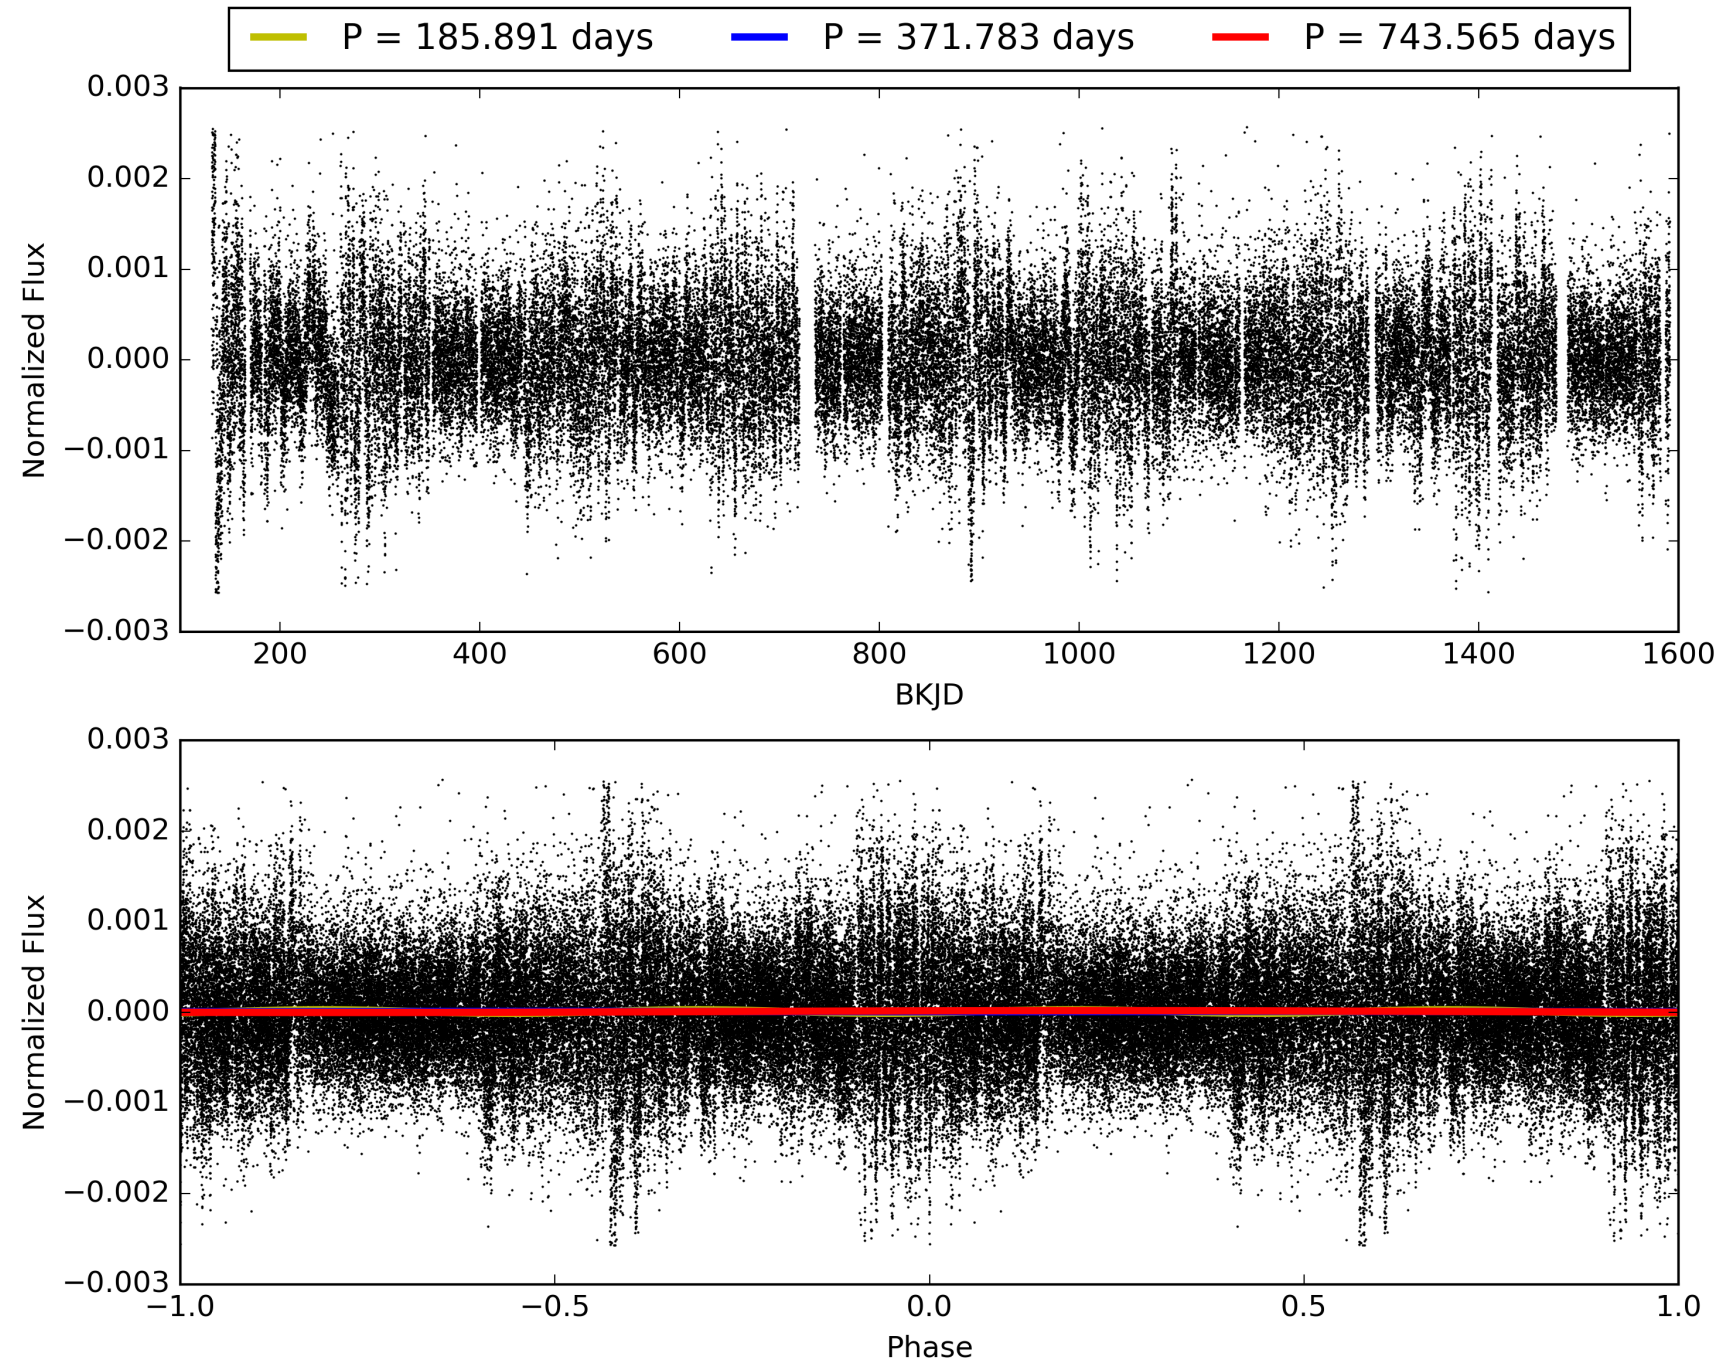 P = 185.891 days P = 371.783 days P = 743.565 days
0.003
0.002
0.001
0.000
−0.001
−0.002
−0.003
Normalized Flux
200 400 600 800 1000 1200 1400 1600
BKJD
0.003
0.002
0.001
0.000
−0.001
−0.002
−0.003
Normalized Flux
−1.0 −0.5 0.0 0.5 1.0
Phase